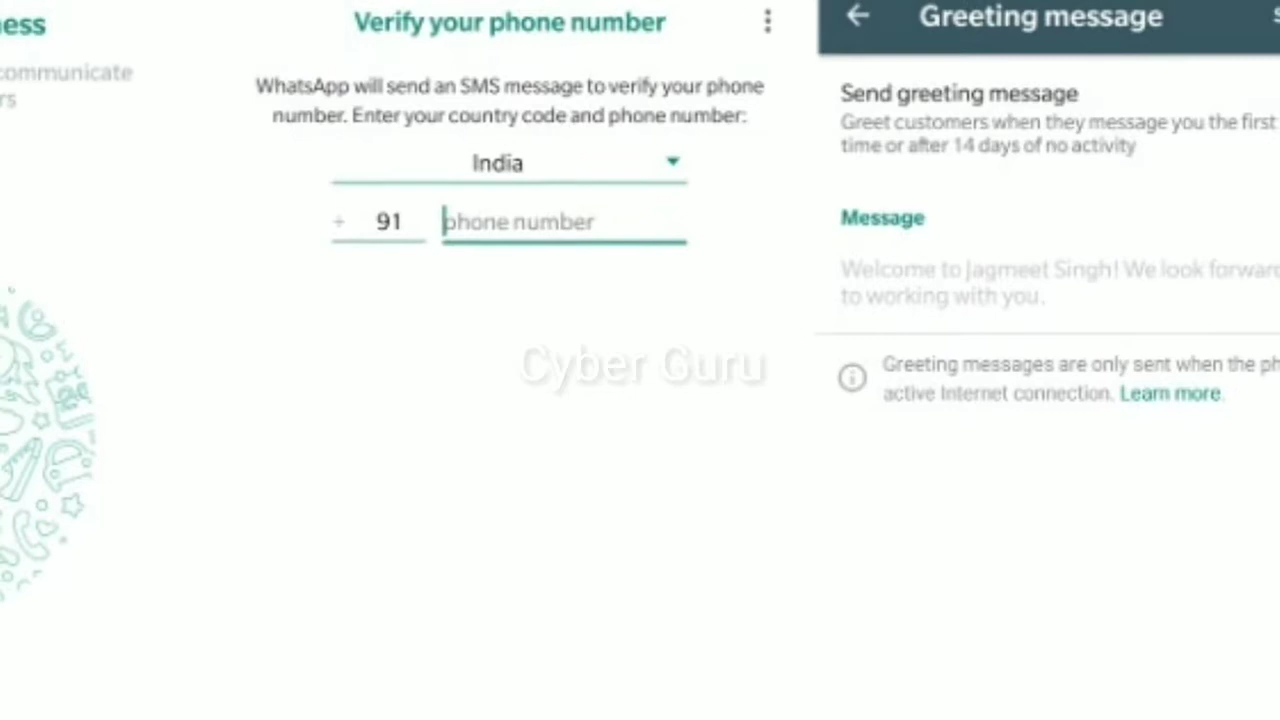 ness
communicate
rs
Verify your phone number
WhatsApp will send an SMS message to verify your phone
number. Enter your country code and phone number:
India
+ 91 phone number
Greeting message
Send greeting message
Greet customers when they message you the first
time or after 14 days of no activity
Message
Welcome to Jagmeet Singh! We look forward
to working with you.
Greeting messages are only sent when the ph
active Internet connection. Learn more.
Cyber Guru